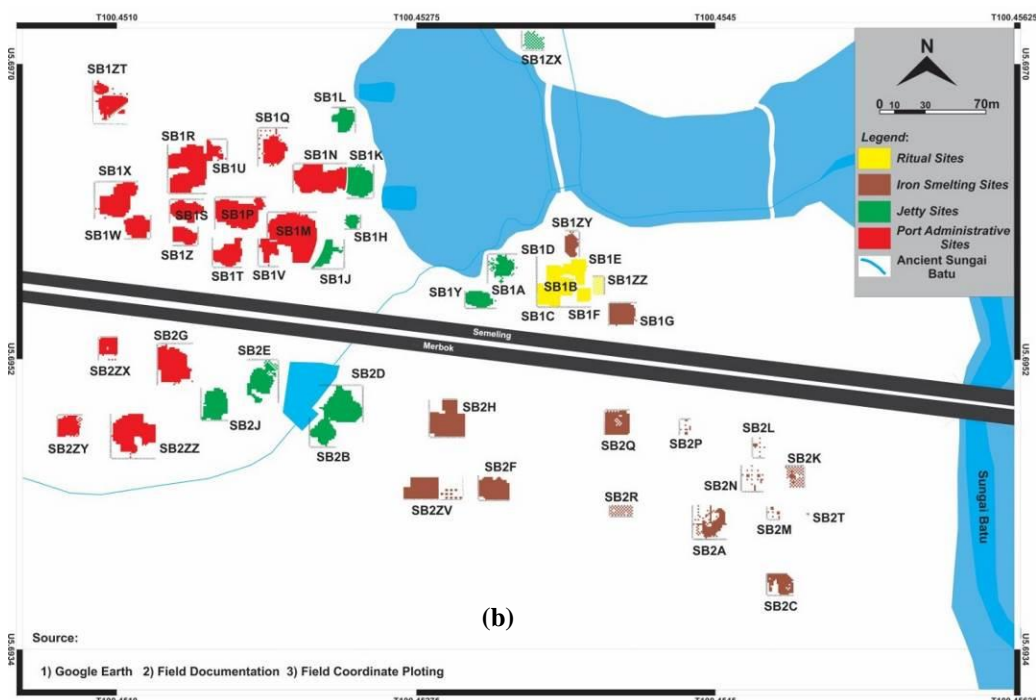 T100.4510 T100.45275 T100.4545 T100.45625
U5.6970
U5.6970
SB1ZX
SB1ZT
SB1L
SB1Q
SB1R
SB1U
SB1N
SB1K
SB1X
SB1S
SB1P
SB1M
SB1H
SB1W
SB1Z
SB1T
SB1V
SB1J
SB1ZY
SB1D
SB1E
SB1B
SB1ZZ
SB1Y
SB1A
SB1C
SB1F
SB1G
N
0 10 30 70m
Legend:
Ritual Sites
Iron Smelting Sites
Jetty Sites
Port Administrative
Sites
Ancient Sungai
Batu
Semeling
Merbok
U5.6952
U5.6952
SB2G
SB2E
SB2D
SB2ZX
SB2H
SB2J
SB2Q
SB2P
SB2L
SB2ZY
SB2ZZ
SB2B
SB2K
SB2F
SB2N
SB2ZV
SB2R
SB2M
SB2T
SB2A
SB2C
Sungai Batu
(b)
Source:
1) Google Earth 2) Field Documentation 3) Field Coordinate Ploting
U5.6934
U5.6934